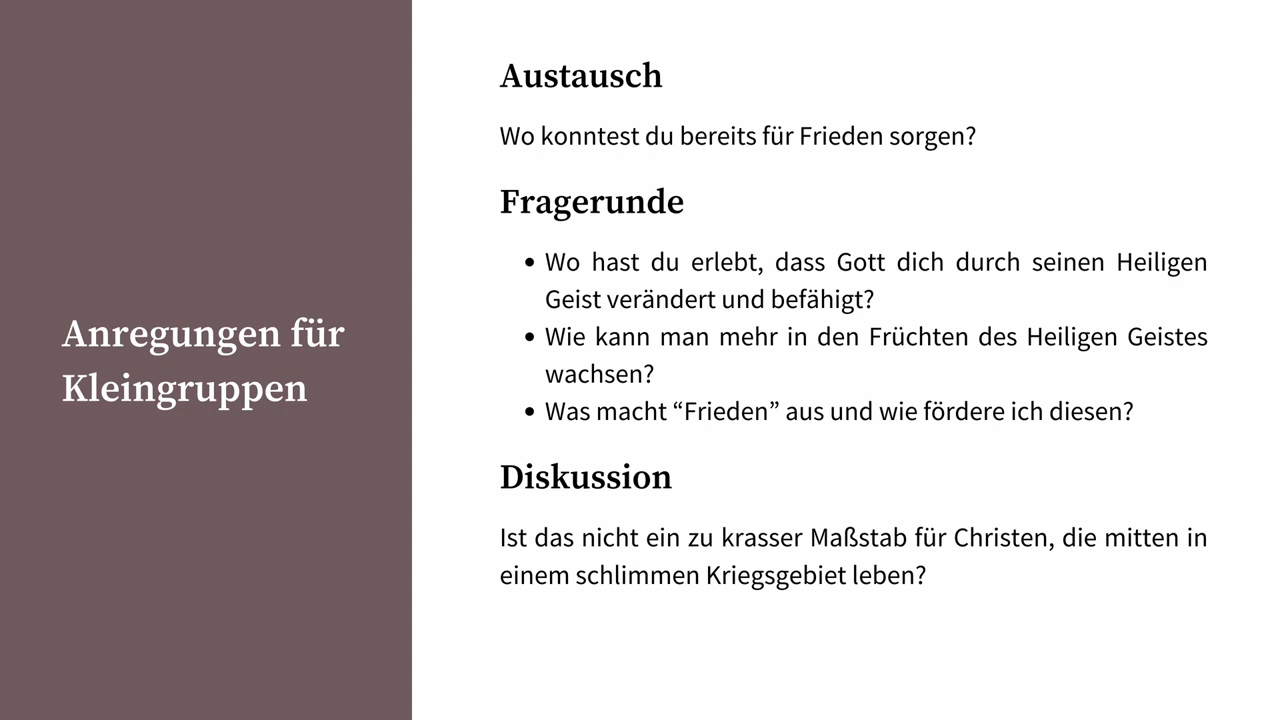 Anregungen für
Kleingruppen
Austausch
Wo konntest du bereits für Frieden sorgen?
Fragerunde
• Wo hast du erlebt, dass Gott dich durch seinen Heiligen
Geist verändert und befähigt?
• Wie kann man mehr in den Früchten des Heiligen Geistes
wachsen?
• Was macht “Frieden” aus und wie fördere ich diesen?
Diskussion
Ist das nicht ein zu krasser Maßstab für Christen, die mitten in
einem schlimmen Kriegsgebiet leben?